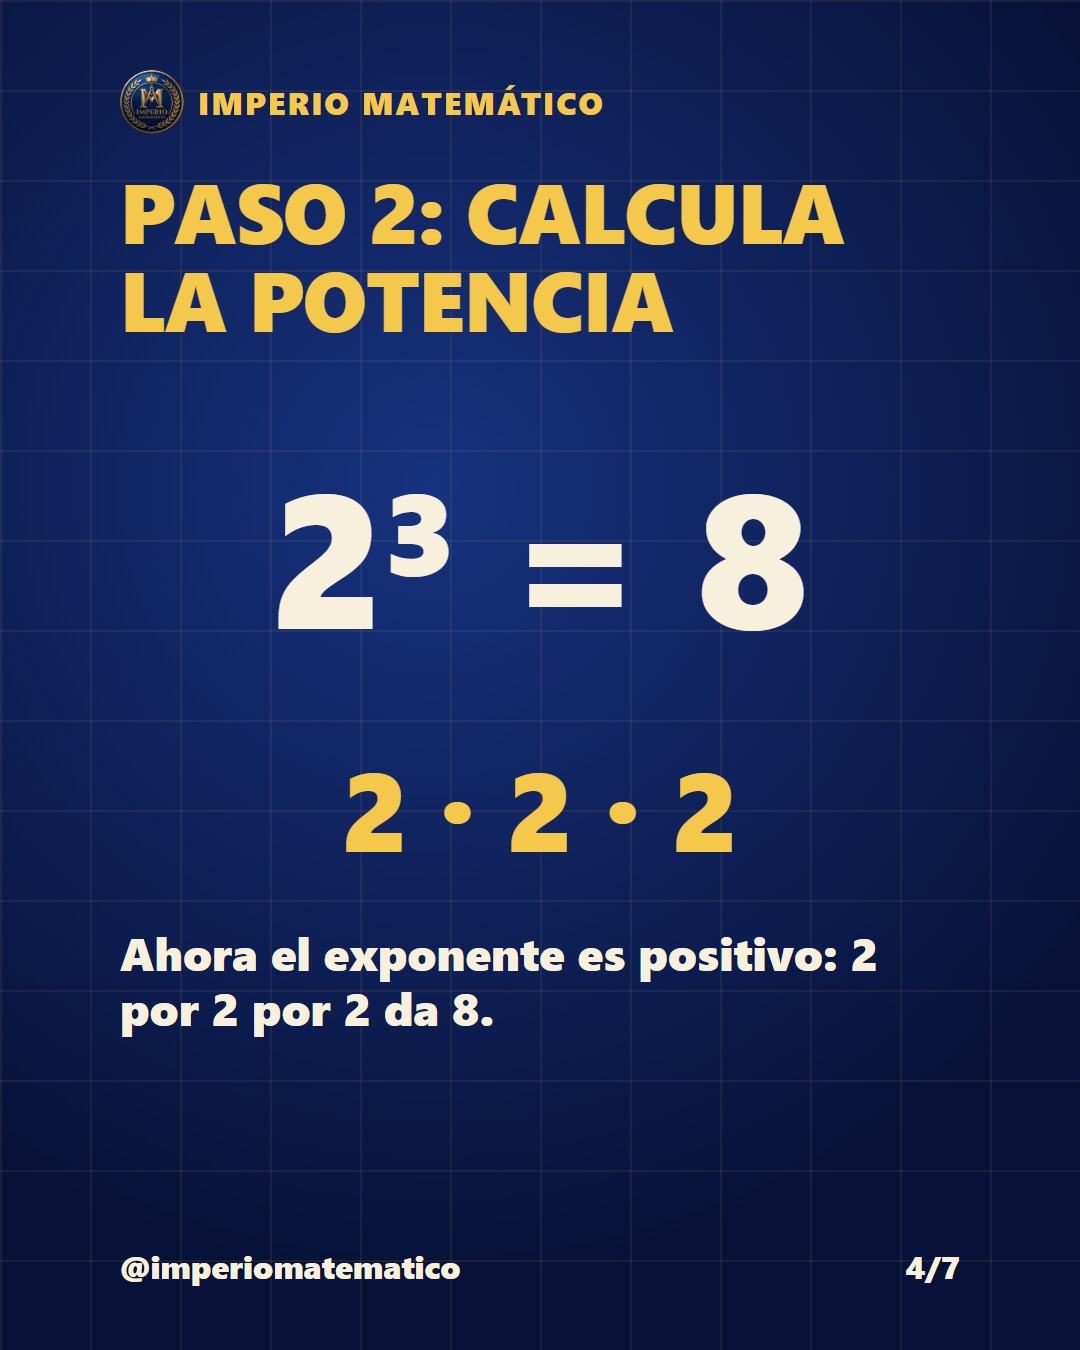 IMPERIO MATEMÁTICO
PASO 2: CALCULA
LA POTENCIA
2³ = 8
2 · 2 · 2
Ahora el exponente es positivo: 2
por 2 por 2 da 8.
@imperiomatematico
4/7